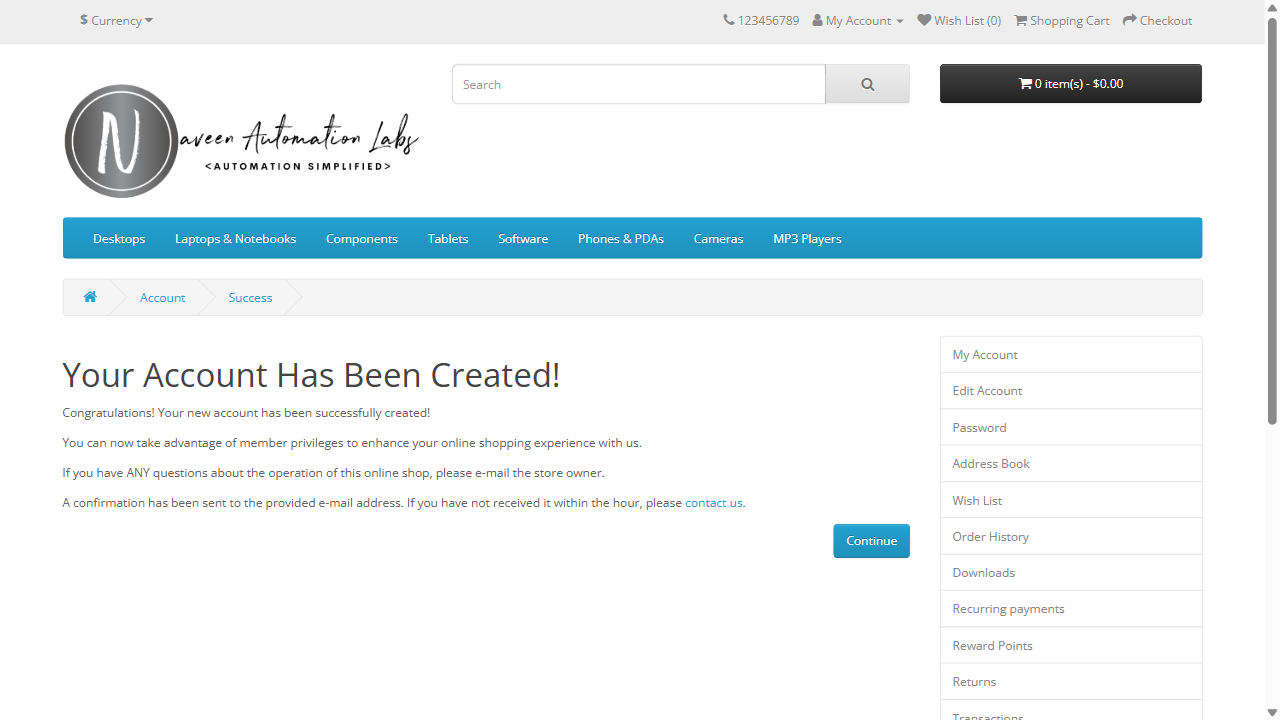 $ Currency
123456789
My Account
Wish List (0)
Shopping Cart
Checkout
Search
0 item(s) - $0.00
N
aveen Automation Labs
<AUTOMATION SIMPLIFIED>
Desktops
Laptops & Notebooks
Components
Tablets
Software
Phones & PDAs
Cameras
MP3 Players
Account
Success
Your Account Has Been Created!
Congratulations! Your new account has been successfully created!
You can now take advantage of member privileges to enhance your online shopping experience with us.
If you have ANY questions about the operation of this online shop, please e-mail the store owner.
A confirmation has been sent to the provided e-mail address. If you have not received it within the hour, please contact us.
Continue
My Account
Edit Account
Password
Address Book
Wish List
Order History
Downloads
Recurring payments
Reward Points
Returns
Transactions